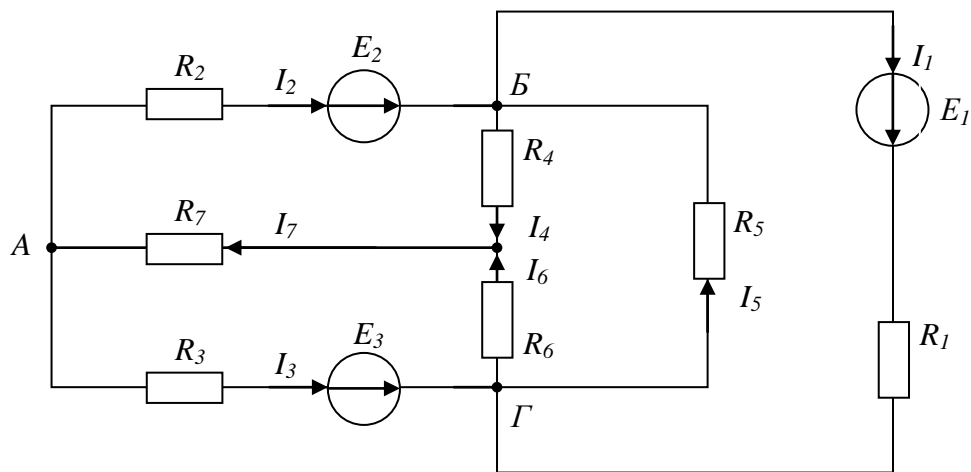 E₂
R₂ I₂
Б
I₁
E₁
R₄
R₇ I₇
I₄
R₅
А
I₆
I₅
R₃ I₃ E₃
R₆
R₁
Г